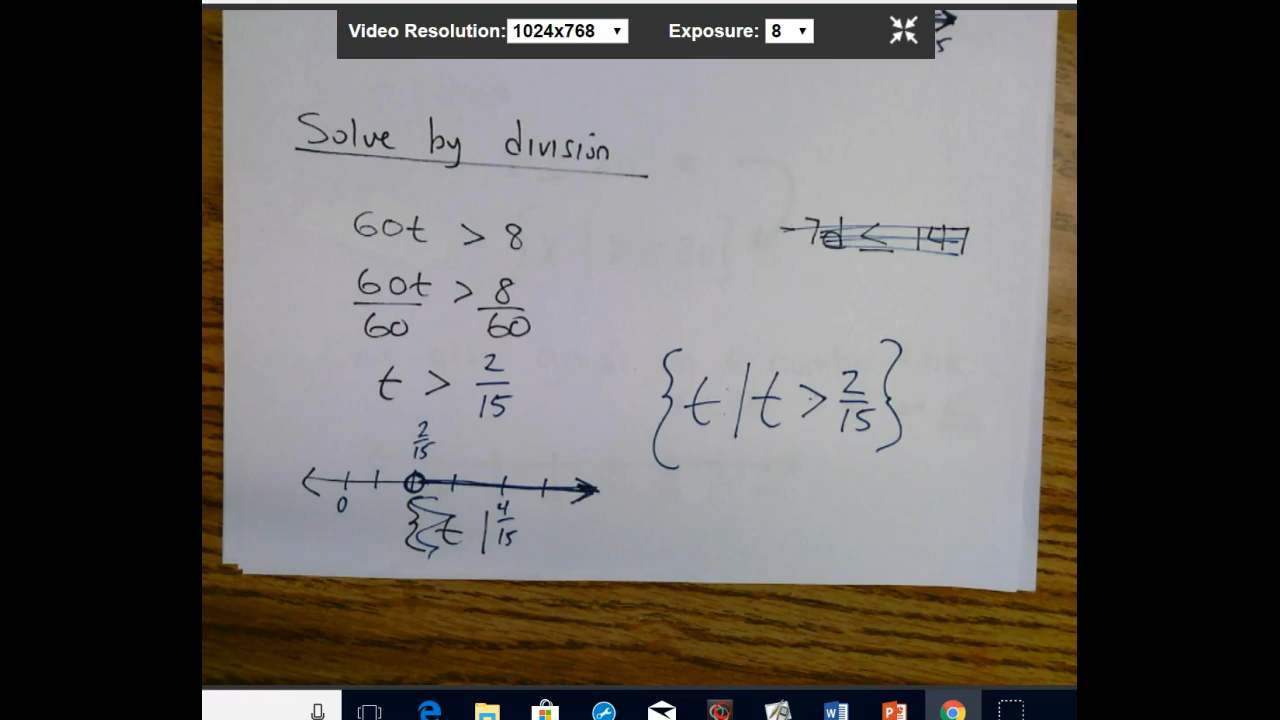 Video Resolution: 1024x768 Exposure: 8
5
Solve by division
60t > 8
-7d ≤ 147
60t/60 > 8/60
t > 2/15
{t | t > 2/15}
2/15
0
{t | 4/15